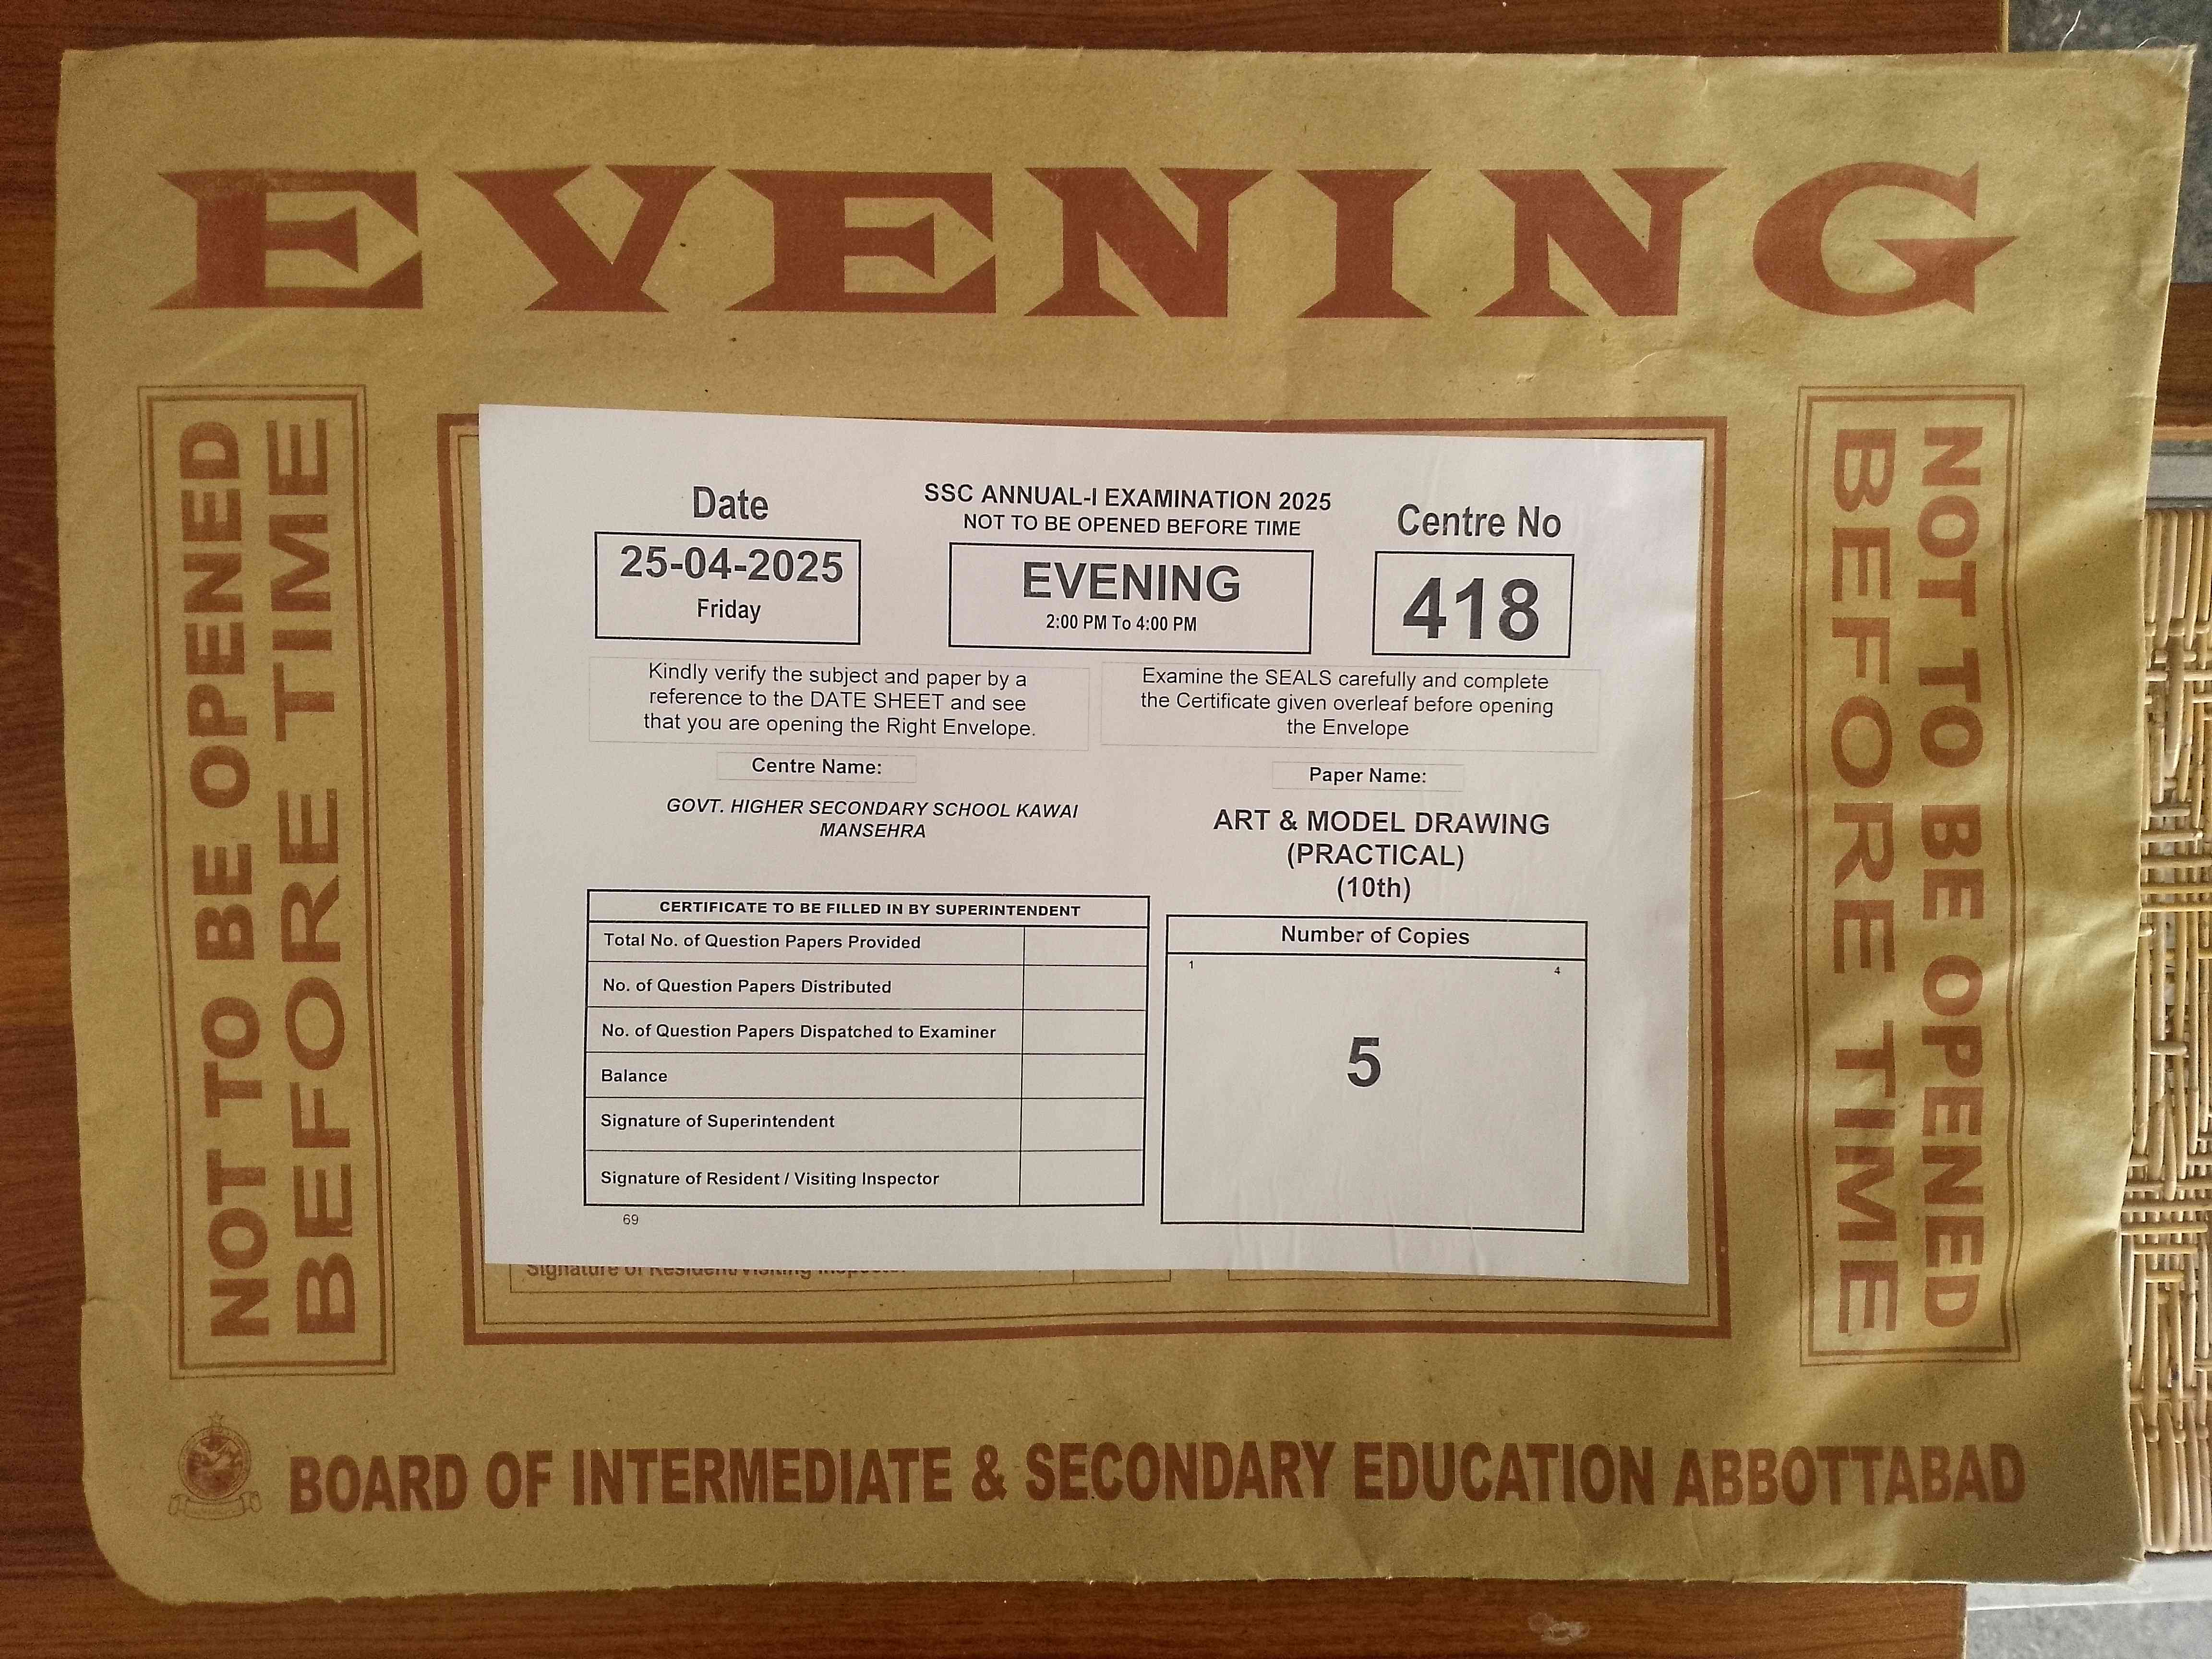 EVENING
NOT TO BE OPENED
BEFORE TIME
Date
25-04-2025
Friday
SSC ANNUAL-I EXAMINATION 2025
NOT TO BE OPENED BEFORE TIME
EVENING
2:00 PM To 4:00 PM
Centre No
418
Kindly verify the subject and paper by a
reference to the DATE SHEET and see
that you are opening the Right Envelope.
Examine the SEALS carefully and complete
the Certificate given overleaf before opening
the Envelope
Centre Name:
GOVT. HIGHER SECONDARY SCHOOL KAWAI
MANSEHRA
Paper Name:
ART & MODEL DRAWING
(PRACTICAL)
(10th)
CERTIFICATE TO BE FILLED IN BY SUPERINTENDENT
Total No. of Question Papers Provided
No. of Question Papers Distributed
No. of Question Papers Dispatched to Examiner
Balance
Signature of Superintendent
Signature of Resident / Visiting Inspector
69
Number of Copies
1 4
5
Signature of Resident/Visiting
NOT TO BE OPENED
BEFORE TIME
BOARD OF INTERMEDIATE & SECONDARY EDUCATION ABBOTTABAD